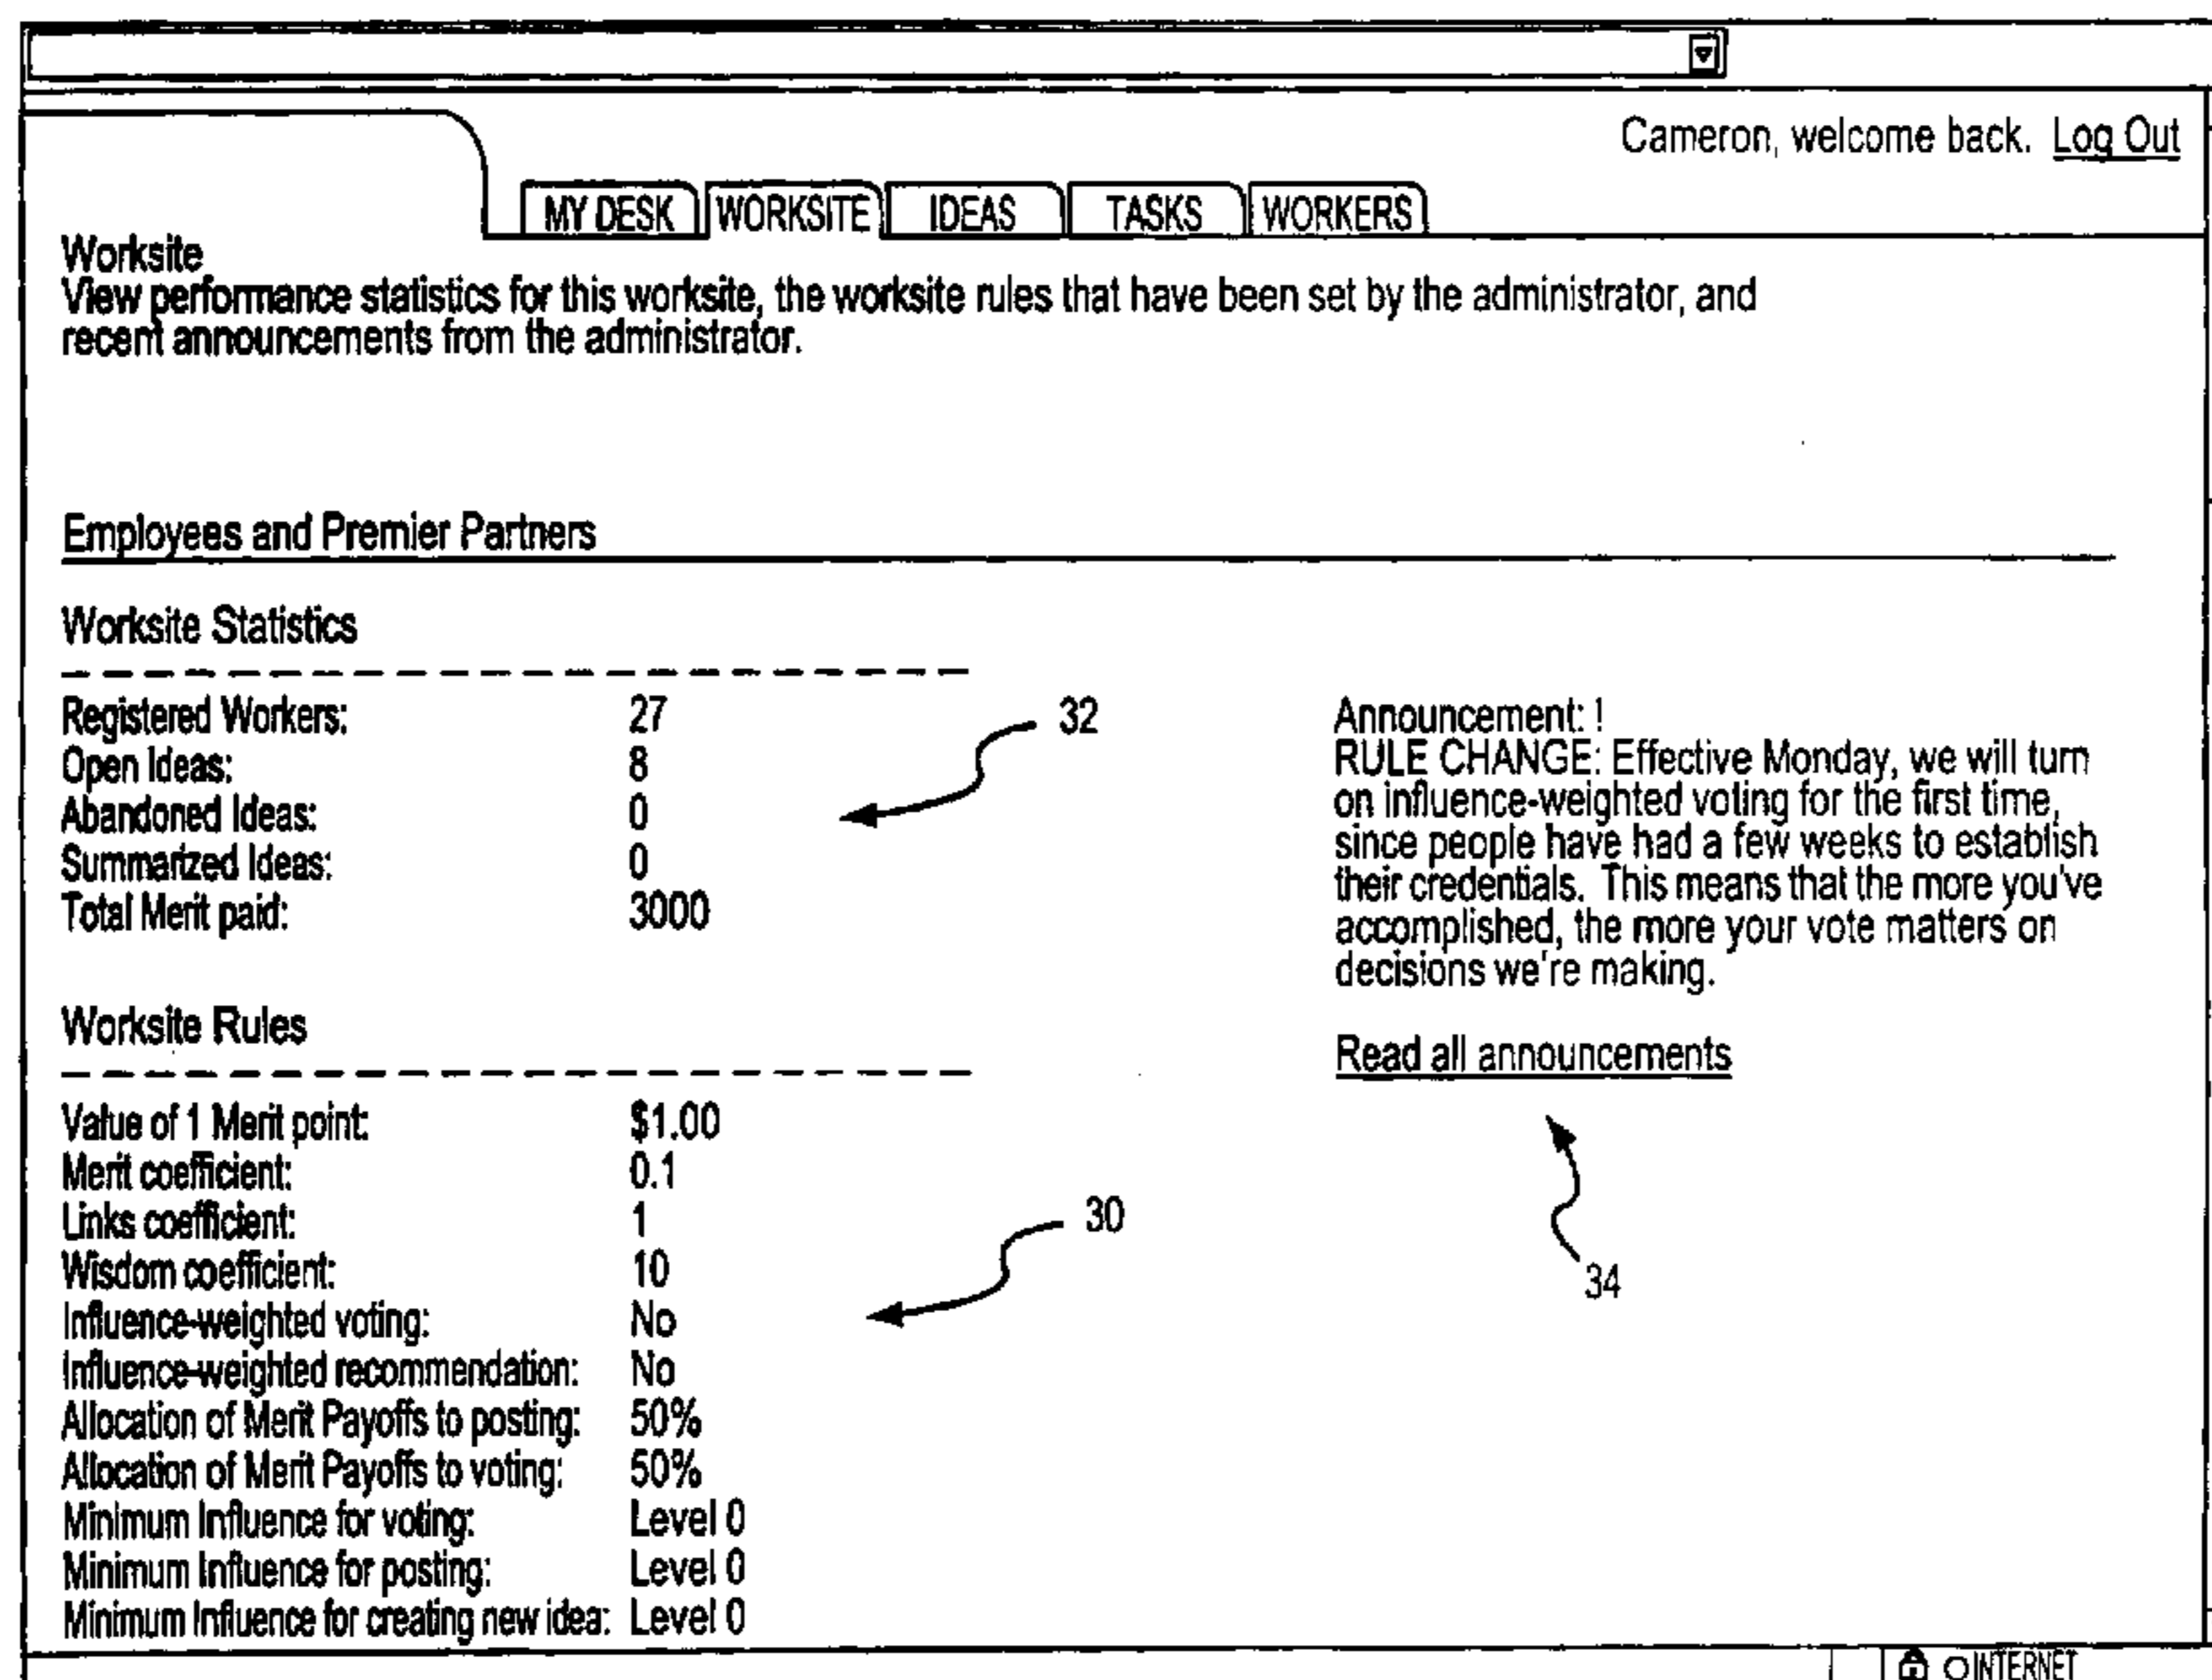 Cameron, welcome back. Log Out
MY DESK WORKSITE IDEAS TASKS WORKERS
Worksite
View performance statistics for this worksite, the worksite rules that have been set by the administrator, and
recent announcements from the administrator.
Employees and Premier Partners
Worksite Statistics
Registered Workers: 27
Open Ideas: 8
Abandoned Ideas: 0
Summarized Ideas: 0
Total Merit paid: 3000
32
Announcement: !
RULE CHANGE: Effective Monday, we will turn
on influence-weighted voting for the first time,
since people have had a few weeks to establish
their credentials. This means that the more you've
accomplished, the more your vote matters on
decisions we're making.
Read all announcements
34
Worksite Rules
Value of 1 Merit point: $1.00
Merit coefficient: 0.1
Links coefficient: 1
Wisdom coefficient: 10
Influence-weighted voting: No
Influence-weighted recommendation: No
Allocation of Merit Payoffs to posting: 50%
Allocation of Merit Payoffs to voting: 50%
Minimum Influence for voting: Level 0
Minimum Influence for posting: Level 0
Minimum Influence for creating new idea: Level 0
30
INTERNET